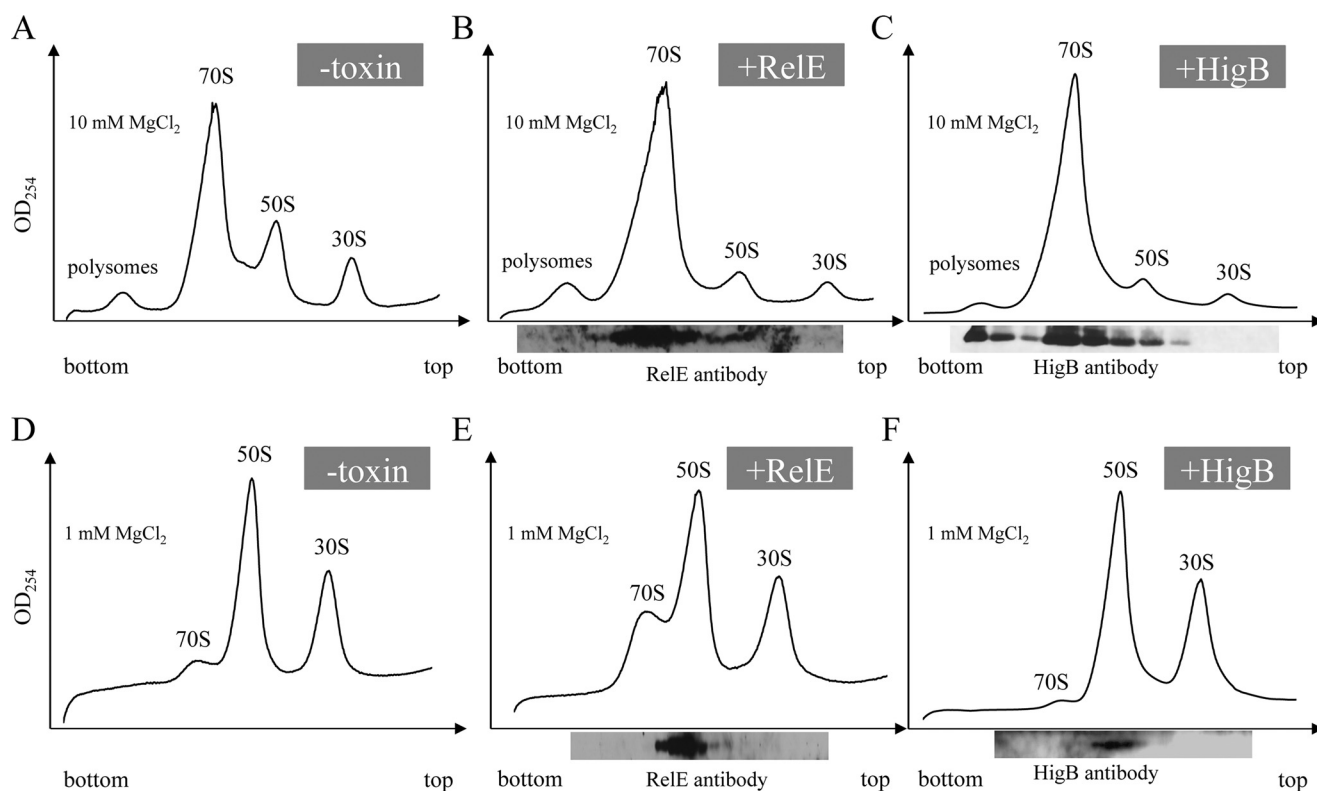 A
-toxin
70S
10 mM MgCl₂
50S
30S
polysomes
OD₂₅₄
bottom
top
B
+RelE
70S
10 mM MgCl₂
50S
30S
polysomes
bottom
top
RelE antibody
C
+HigB
70S
10 mM MgCl₂
50S
30S
polysomes
bottom
top
HigB antibody
D
-toxin
50S
1 mM MgCl₂
30S
70S
OD₂₅₄
bottom
top
E
+RelE
50S
1 mM MgCl₂
30S
70S
bottom
top
RelE antibody
F
+HigB
50S
1 mM MgCl₂
30S
70S
bottom
top
HigB antibody